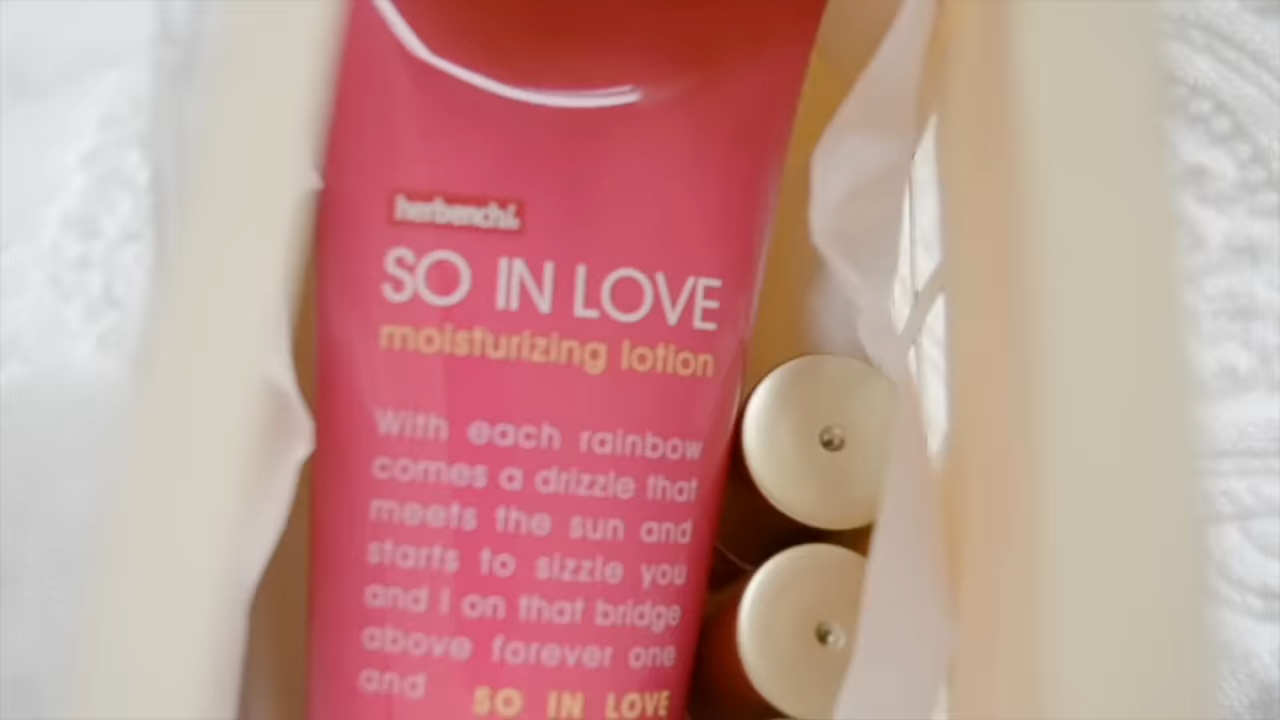 herbench/
SO IN LOVE
moisturizing lotion
With each rainbow
comes a drizzle that
meets the sun and
starts to sizzle you
and I on that bridge
above forever one
and SO IN LOVE